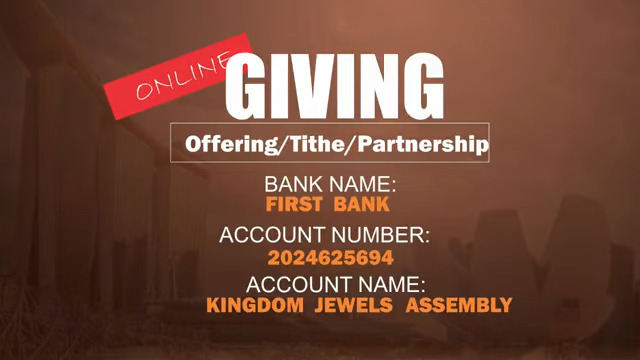 ONLINE
GIVING
Offering/Tithe/Partnership
BANK NAME:
FIRST BANK
ACCOUNT NUMBER:
2024625694
ACCOUNT NAME:
KINGDOM JEWELS ASSEMBLY